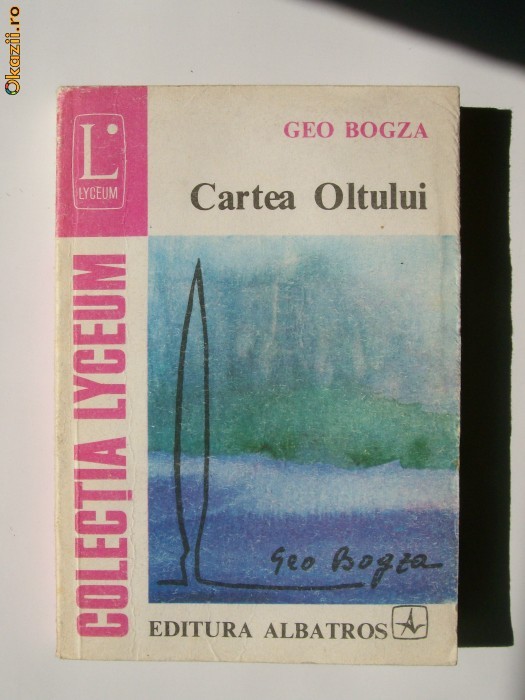 Okazii.ro
L
LYCEUM
GEO BOGZA
Cartea Oltului
COLECȚIA LYCEUM
Geo Bogza
EDITURA ALBATROS